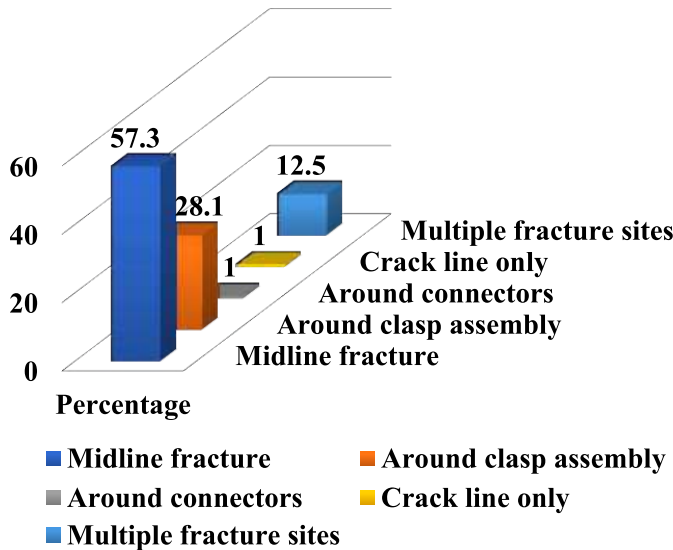 57.3
12.5
28.1
1
1
60
40
20
0
Multiple fracture sites
Crack line only
Around connectors
Around clasp assembly
Midline fracture
Percentage
Midline fracture
Around clasp assembly
Around connectors
Crack line only
Multiple fracture sites